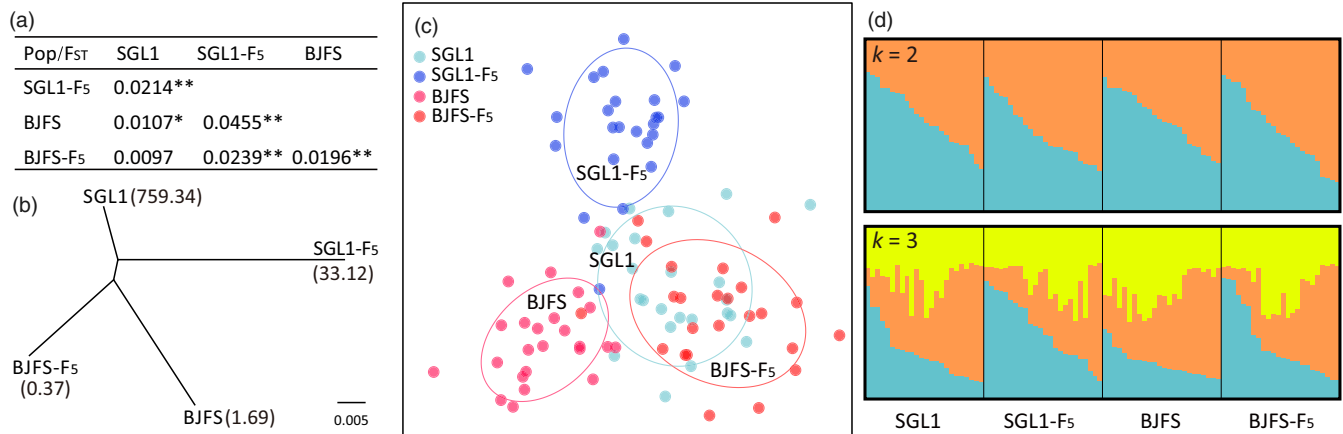 (a)
Pop/FST SGL1 SGL1-F5 BJFS
SGL1-F5 0.0214**
BJFS 0.0107* 0.0455**
BJFS-F5 0.0097 0.0239** 0.0196**
(b)
SGL1(759.34)
SGL1-F5
(33.12)
BJFS-F5
(0.37)
BJFS(1.69)
0.005
(c)
SGL1
SGL1-F5
BJFS
BJFS-F5
SGL1-F5
SGL1
BJFS
BJFS-F5
(d)
k = 2
k = 3
SGL1 SGL1-F5 BJFS BJFS-F5